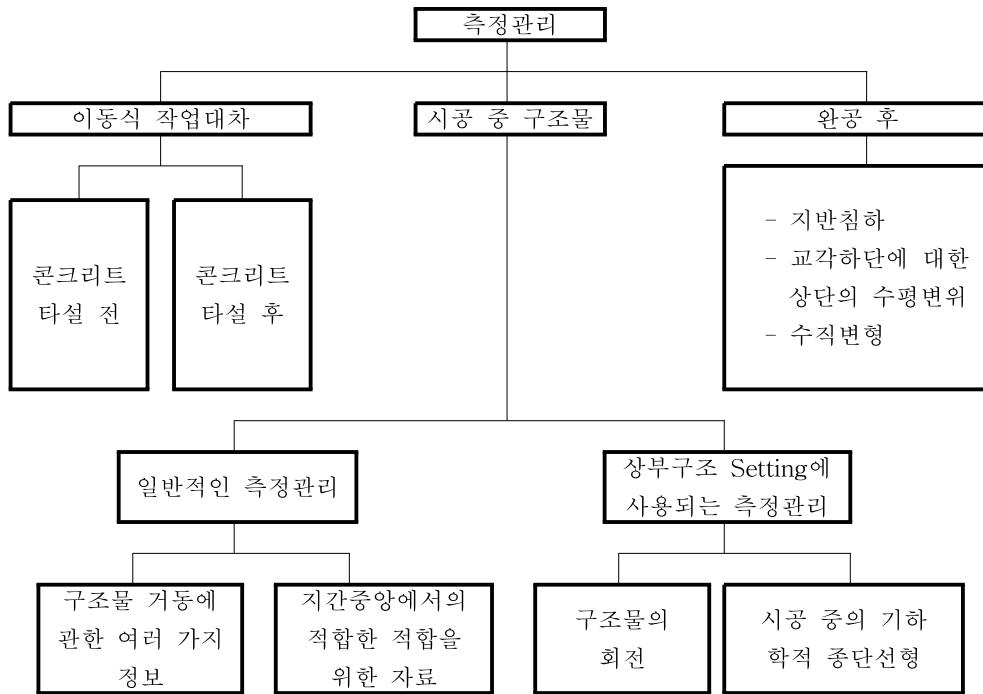 측정관리
이동식 작업대차
시공 중 구조물
완공 후
콘크리트
타설 전
콘크리트
타설 후
- 지반침하
- 교각하단에 대한
상단의 수평변위
- 수직변형
일반적인 측정관리
상부구조 Setting에
사용되는 측정관리
구조물 거동에
관한 여러 가지
정보
지간중앙에서의
적합한 적합을
위한 자료
구조물의
회전
시공 중의 기하
학적 종단선형